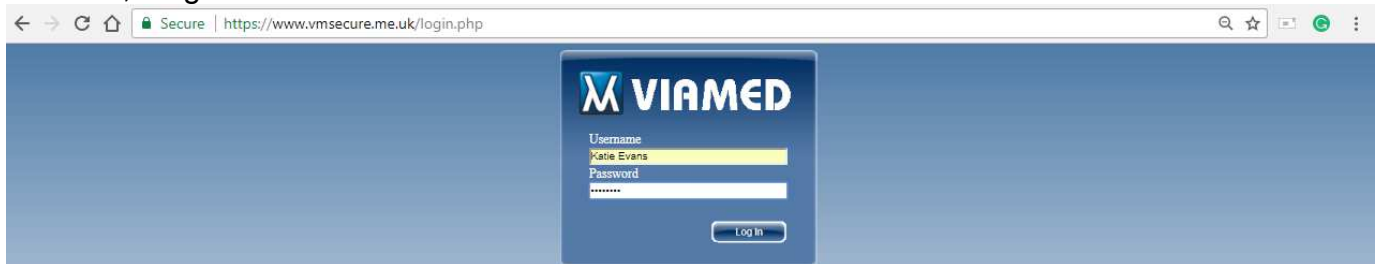 Secure | https://www.vmsecure.me.uk/login.php
VIAMED
Username
Katie Evans
Password
••••••••
Log In